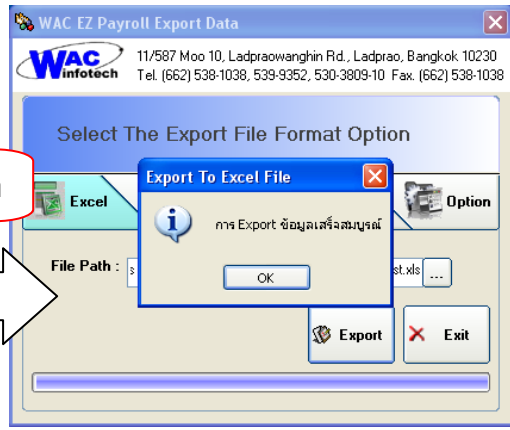 WAC EZ Payroll Export Data
WAC Infotech
11/587 Moo 10, Ladpraowanghin Rd., Ladprao, Bangkok 10230
Tel. (662) 538-1038, 539-9352, 530-3809-10 Fax. (662) 538-1038
Select The Export File Format Option
Export To Excel File
Excel
Option
การ Export ข้อมูลเสร็จสมบูรณ์
OK
File Path :
st.xls
...
Export
Exit